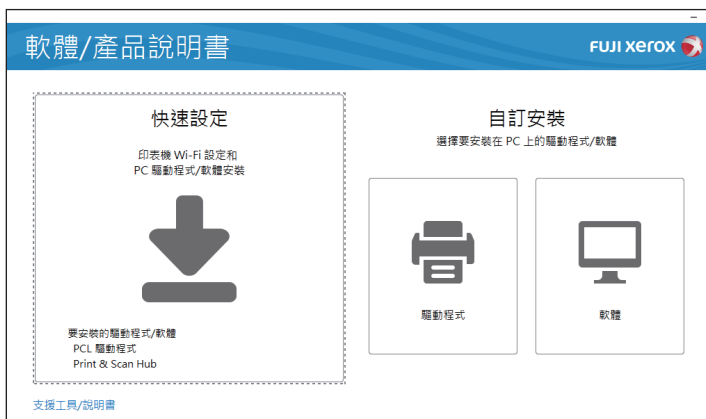 軟體/產品說明書
FUJI xerox
快速設定
印表機 Wi-Fi 設定和
PC 驅動程式/軟體安裝
要安裝的驅動程式/軟體
PCL 驅動程式
Print & Scan Hub
自訂安裝
選擇要安裝在 PC 上的驅動程式/軟體
驅動程式
軟體
支援工具/說明書